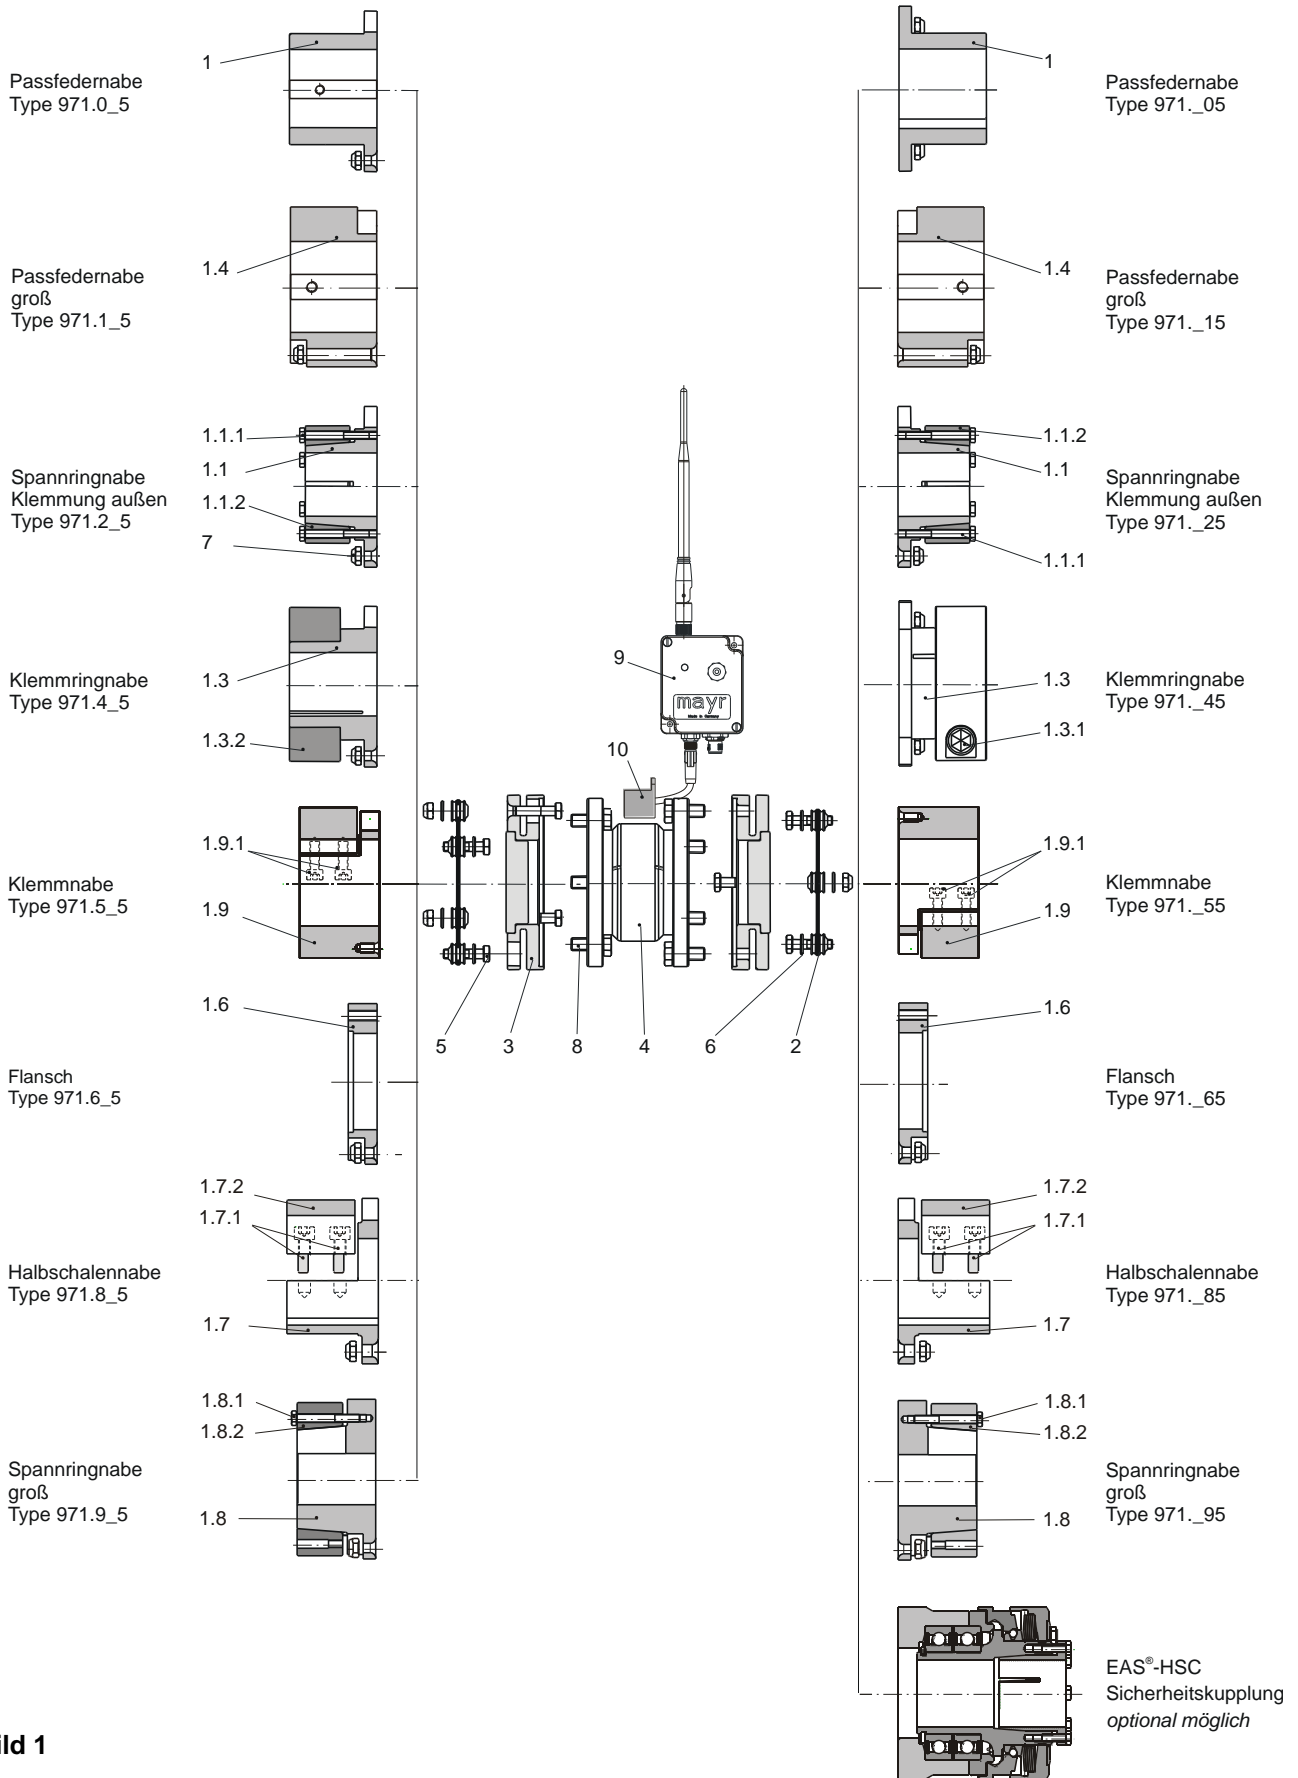 1
Passfedernabe
Type 971.0_5
1
Passfedernabe
Type 971._05
1.4
Passfedernabe
groß
Type 971.1_5
1.4
Passfedernabe
groß
Type 971._15
1.1.1
1.1
Spannringnabe
Klemmung außen
1.1.2
Type 971.2_5
7
1.1.2
1.1
Spannringnabe
Klemmung außen
Type 971._25
1.1.1
9
mayr
Made in Germany
10
1.3
Klemmringnabe
Type 971.4_5
1.3.2
1.3
Klemmringnabe
Type 971._45
1.3.1
1.9.1
Klemmnabe
Type 971.5_5
1.9
1.9.1
Klemmnabe
Type 971._55
1.9
5 3 8 4 6 2
1.6
Flansch
Type 971.6_5
1.6
Flansch
Type 971._65
1.7.2
1.7.1
Halbschalennabe
Type 971.8_5
1.7
1.7.2
1.7.1
Halbschalennabe
Type 971._85
1.7
1.8.1
1.8.2
Spannringnabe
groß
Type 971.9_5
1.8
1.8.1
1.8.2
Spannringnabe
groß
Type 971._95
1.8
EAS®-HSC
Sicherheitskupplung
optional möglich
ild 1